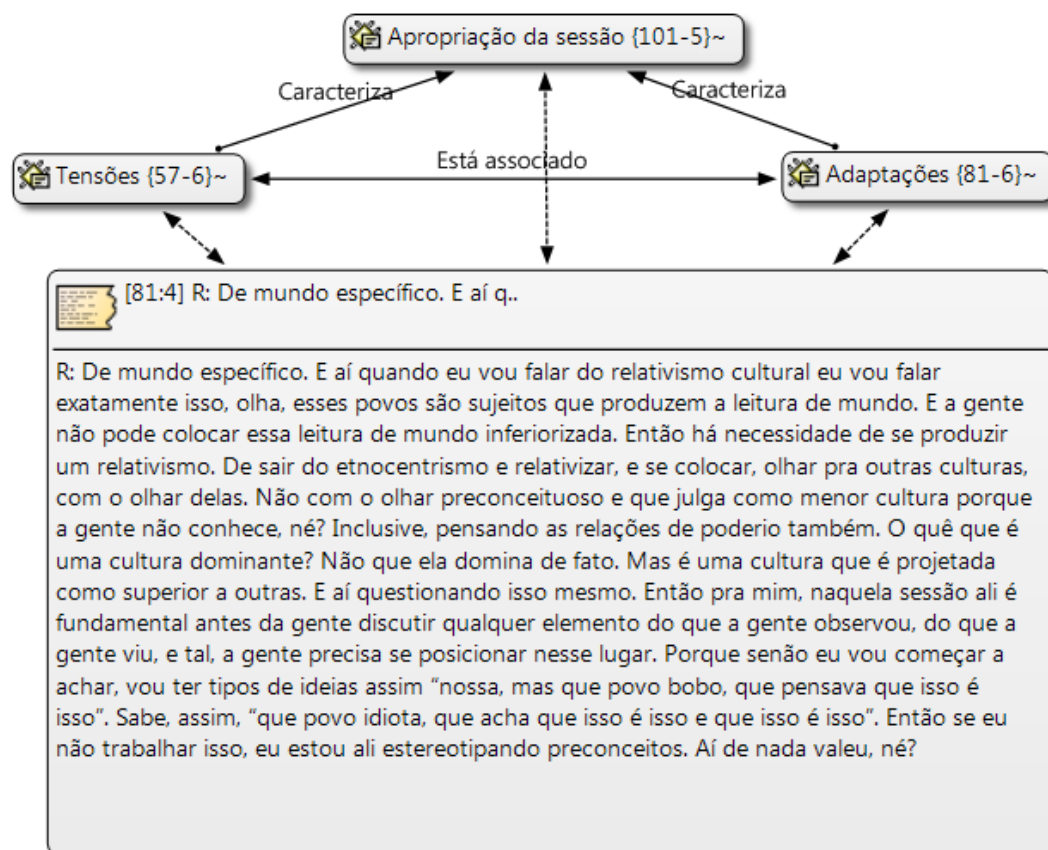 Apropriação da sessão {101-5}~
Caracteriza
Caracteriza
Está associado
Tensões {57-6}~
Adaptações {81-6}~
[81:4] R: De mundo específico. E aí q..
R: De mundo específico. E aí quando eu vou falar do relativismo cultural eu vou falar
exatamente isso, olha, esses povos são sujeitos que produzem a leitura de mundo. E a gente
não pode colocar essa leitura de mundo inferiorizada. Então há necessidade de se produzir
um relativismo. De sair do etnocentrismo e relativizar, e se colocar, olhar pra outras culturas,
com o olhar delas. Não com o olhar preconceituoso e que julga como menor cultura porque
a gente não conhece, né? Inclusive, pensando as relações de poderio também. O quê que é
uma cultura dominante? Não que ela domina de fato. Mas é uma cultura que é projetada
como superior a outras. E aí questionando isso mesmo. Então pra mim, naquela sessão ali é
fundamental antes da gente discutir qualquer elemento do que a gente observou, do que a
gente viu, e tal, a gente precisa se posicionar nesse lugar. Porque senão eu vou começar a
achar, vou ter tipos de ideias assim “nossa, mas que povo bobo, que pensava que isso é
isso”. Sabe, assim, “que povo idiota, que acha que isso é isso e que isso é isso”. Então se eu
não trabalhar isso, eu estou ali estereotipando preconceitos. Aí de nada valeu, né?